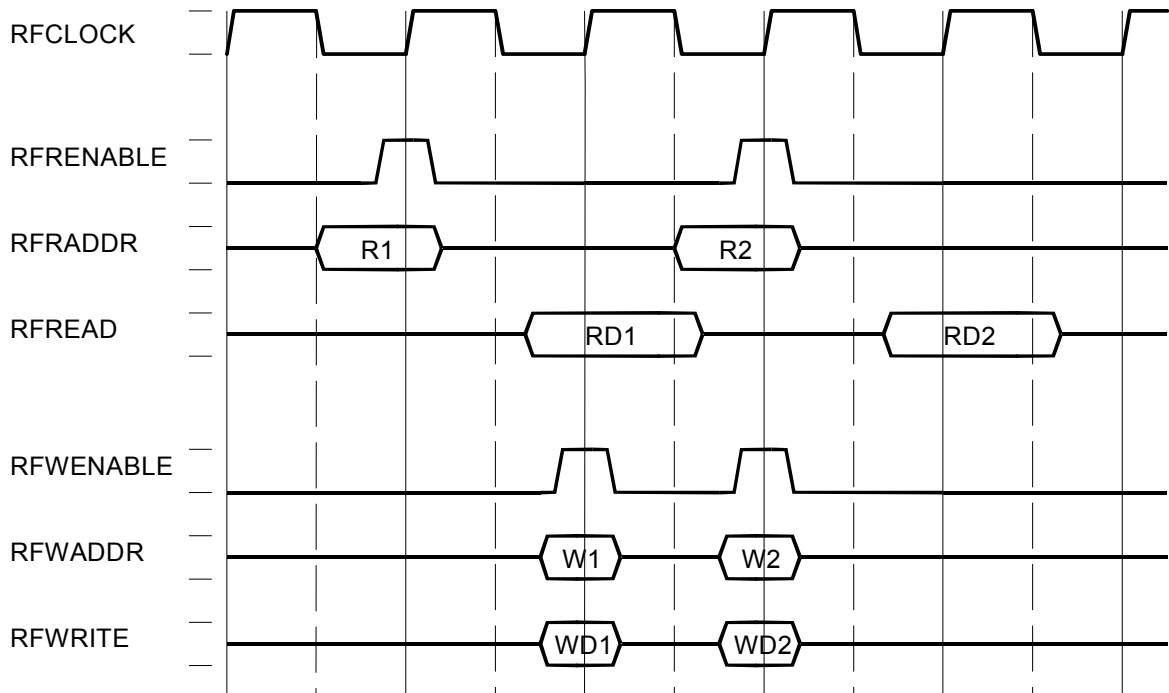 RFCLOCK
RFRENABLE
RFRADDR
R1
R2
RFREAD
RD1
RD2
RFWENABLE
RFWADDR
W1
W2
RFWRITE
WD1
WD2